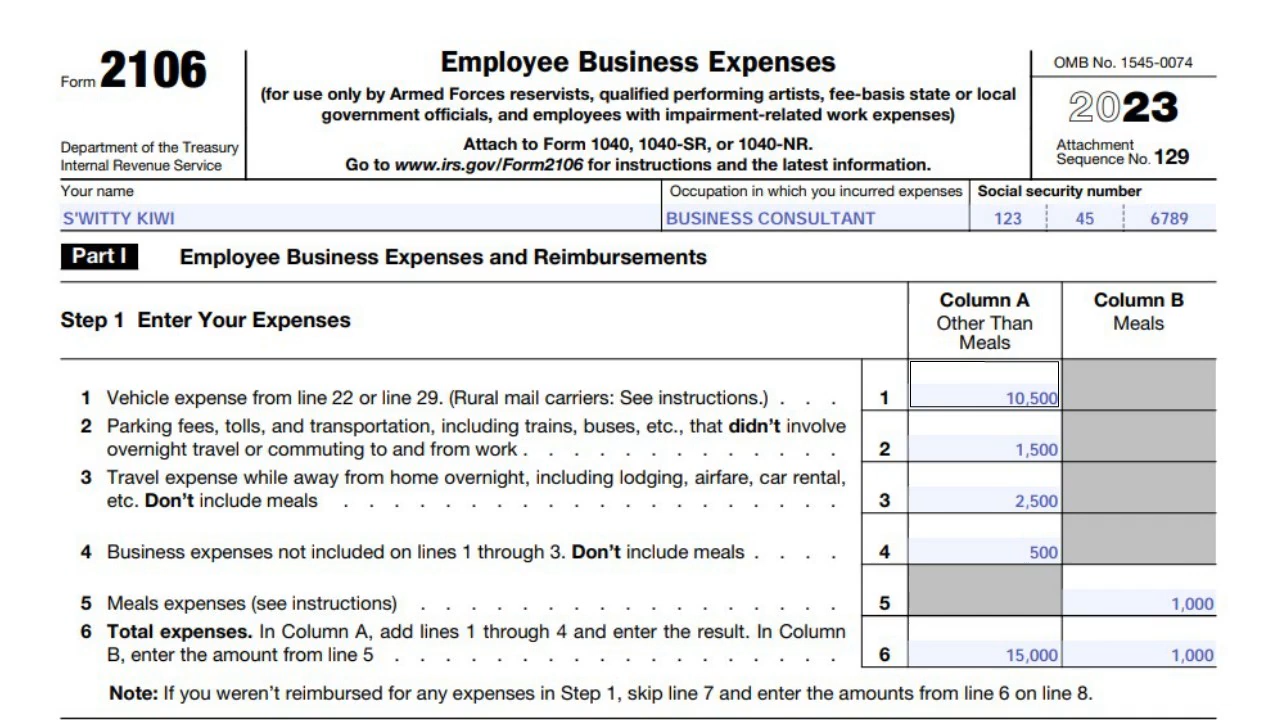 Form 2106
Department of the Treasury
Internal Revenue Service
Employee Business Expenses
(for use only by Armed Forces reservists, qualified performing artists, fee-basis state or local
government officials, and employees with impairment-related work expenses)
Attach to Form 1040, 1040-SR, or 1040-NR.
Go to www.irs.gov/Form2106 for instructions and the latest information.
OMB No. 1545-0074
2023
Attachment
Sequence No. 129
Your name
S'WITTY KIWI
Occupation in which you incurred expenses
BUSINESS CONSULTANT
Social security number
123 45 6789
Part I Employee Business Expenses and Reimbursements
Step 1 Enter Your Expenses
Column A
Other Than
Meals
Column B
Meals
1 Vehicle expense from line 22 or line 29. (Rural mail carriers: See instructions.) . . . 1 10,500
2 Parking fees, tolls, and transportation, including trains, buses, etc., that didn't involve
overnight travel or commuting to and from work . . . . . . . . . . . . . 2 1,500
3 Travel expense while away from home overnight, including lodging, airfare, car rental,
etc. Don't include meals . . . . . . . . . . . . . . . . . . . . 3 2,500
4 Business expenses not included on lines 1 through 3. Don't include meals . . . . 4 500
5 Meals expenses (see instructions) . . . . . . . . . . . . . . . . . 5 1,000
6 Total expenses. In Column A, add lines 1 through 4 and enter the result. In Column
B, enter the amount from line 5 . . . . . . . . . . . . . . . . . . 6 15,000 1,000
Note: If you weren't reimbursed for any expenses in Step 1, skip line 7 and enter the amounts from line 6 on line 8.